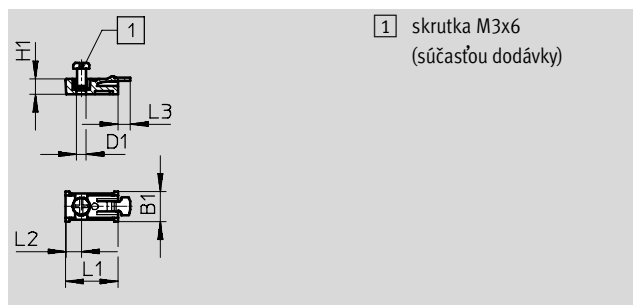 1
1 skrutka M3x6
(súčasťou dodávky)
H1
L3
D1
B1
L2
L1